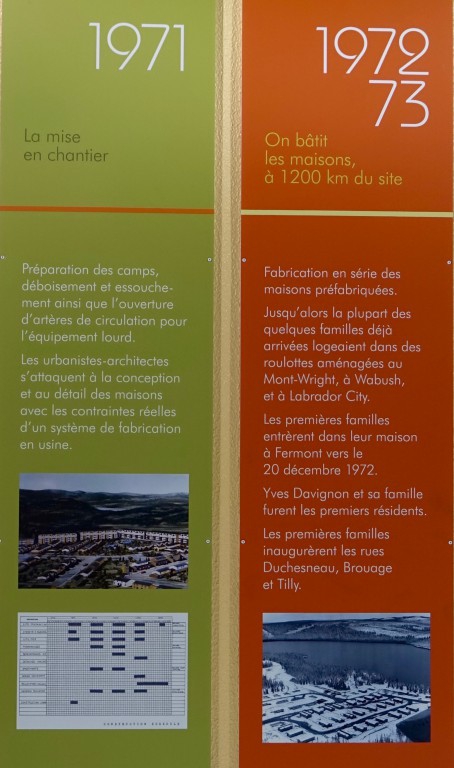 1971
La mise
en chantier
Préparation des camps,
déboisement et essouche-
ment ainsi que l'ouverture
d'artères de circulation pour
l'équipement lourd.
Les urbanistes-architectes
s'attaquent à la conception
et au détail des maisons
avec les contraintes réelles
d'un système de fabrication
en usine.
1972
73
On bâtit
les maisons,
à 1200 km du site
Fabrication en série des
maisons préfabriquées.
Jusqu'alors la plupart des
quelques familles déjà
arrivées logeaient dans des
roulottes aménagées au
Mont-Wright, à Wabush,
et à Labrador City.
Les premières familles
entrèrent dans leur maison
à Fermont vers le
20 décembre 1972.
Yves Davignon et sa famille
furent les premiers résidents.
Les premières familles
inaugurèrent les rues
Duchesneau, Brouage
et Tilly.